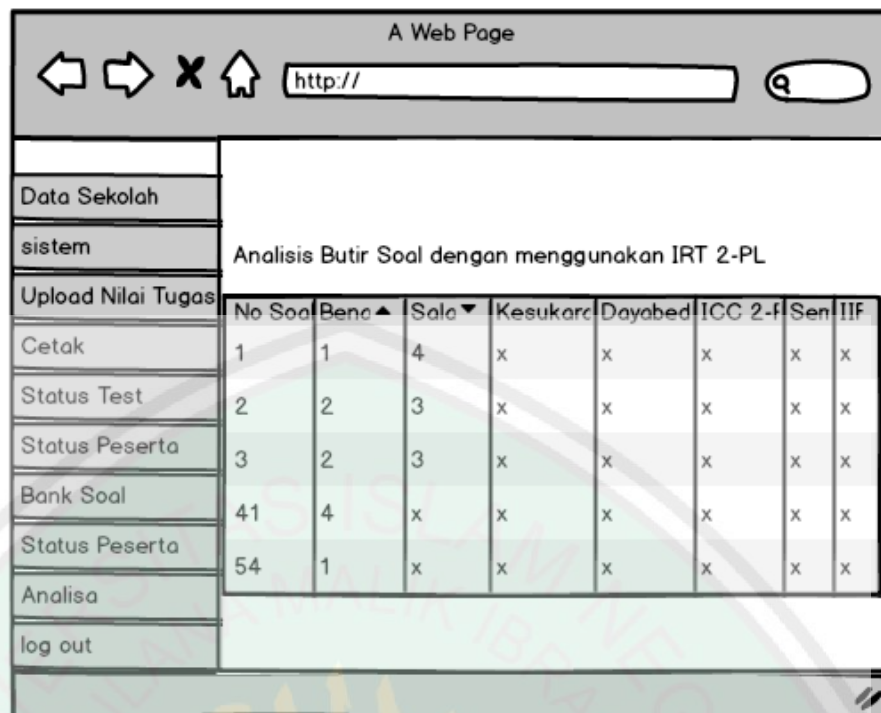 A Web Page
http://
Data Sekolah
sistem
Upload Nilai Tugas
Cetak
Status Test
Status Peserta
Bank Soal
Status Peserta
Analisa
log out
Analisis Butir Soal dengan menggunakan IRT 2-PL
No Soal Bena Sala Kesukara Dayabed ICC 2-P Sem IIF
1 1 4 x x x x x
2 2 3 x x x x x
3 2 3 x x x x x
41 4 x x x x x x
54 1 x x x x x x